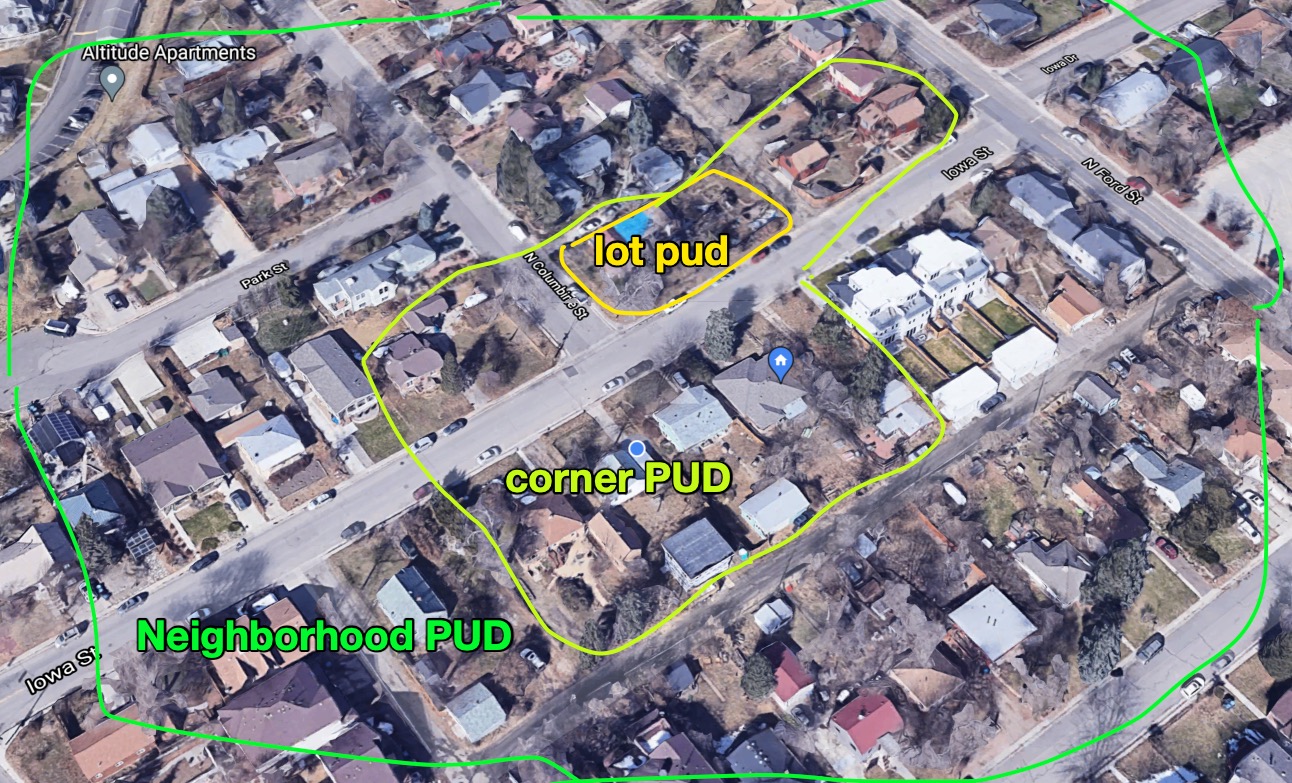 Altitude Apartments
Iowa Dr
Iowa St
N Ford St
lot pud
Park St
N Columbine St
corner PUD
Neighborhood PUD
Iowa St